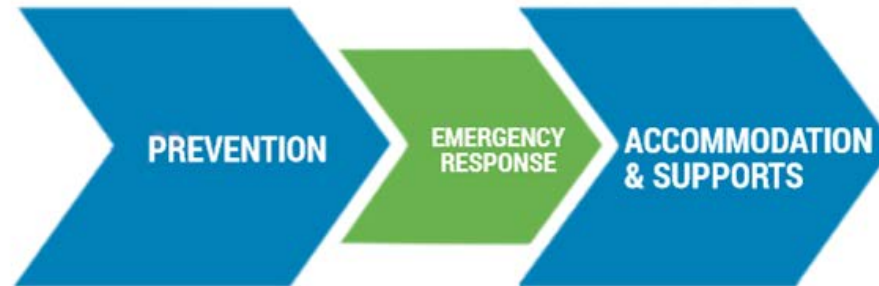 PREVENTION
EMERGENCY
RESPONSE
ACCOMMODATION
& SUPPORTS